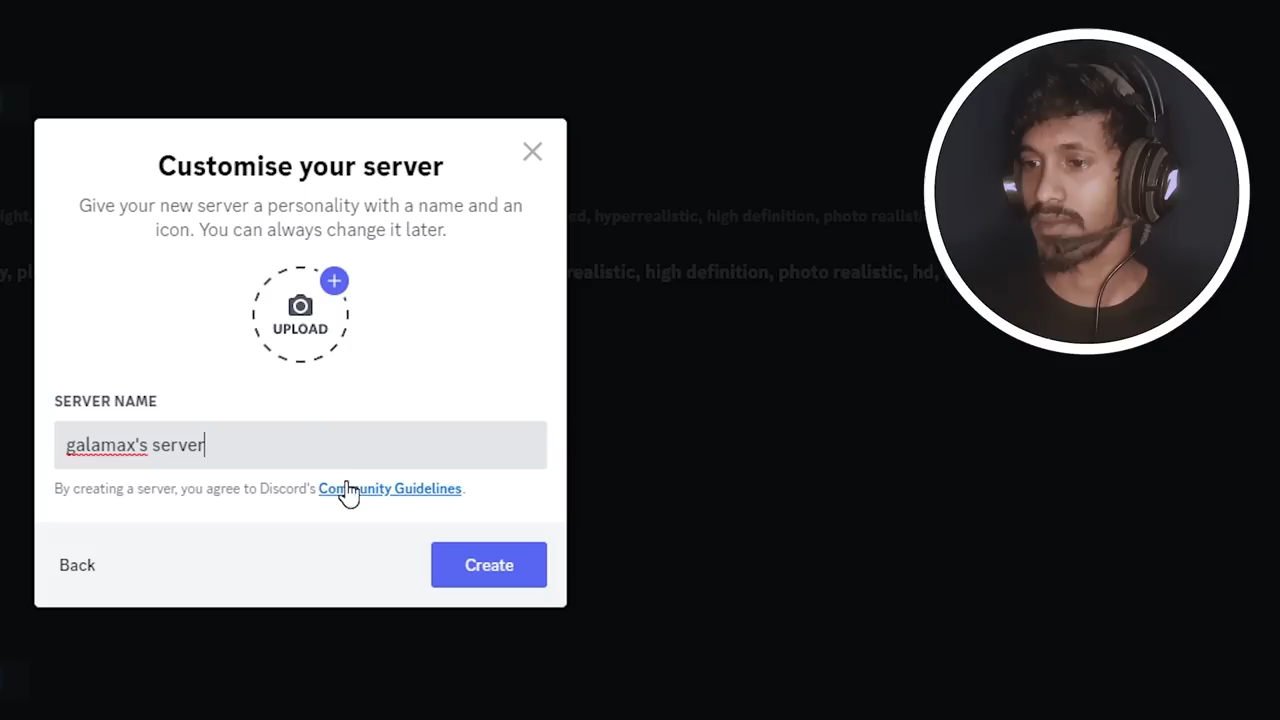 Customise your server
Give your new server a personality with a name and an
icon. You can always change it later.
UPLOAD
SERVER NAME
galamax's server
By creating a server, you agree to Discord's Community Guidelines.
Back
Create
hyperrealistic, high definition, photo realisti
realistic, high definition, photo realistic, hd,